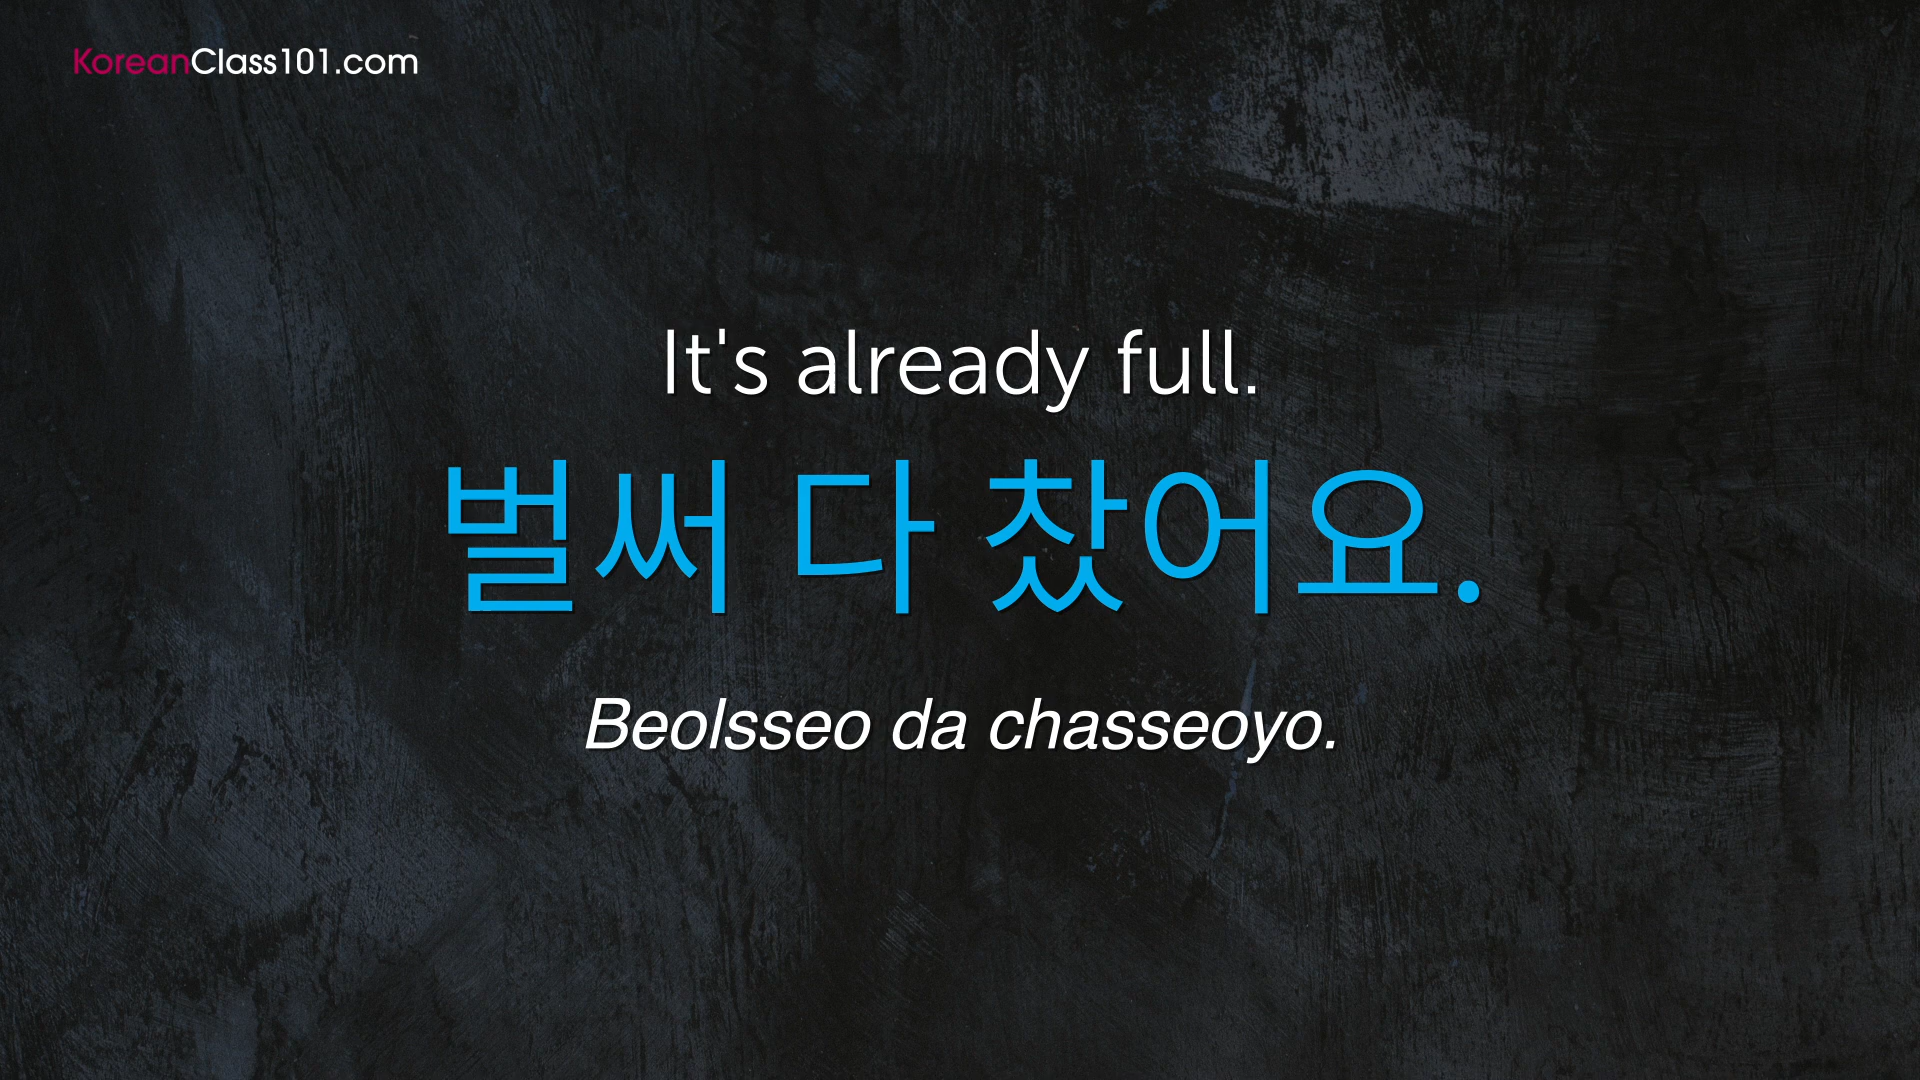 KoreanClass101.com
It's already full.
벌써 다 찼어요.
Beolsseo da chasseoyo.